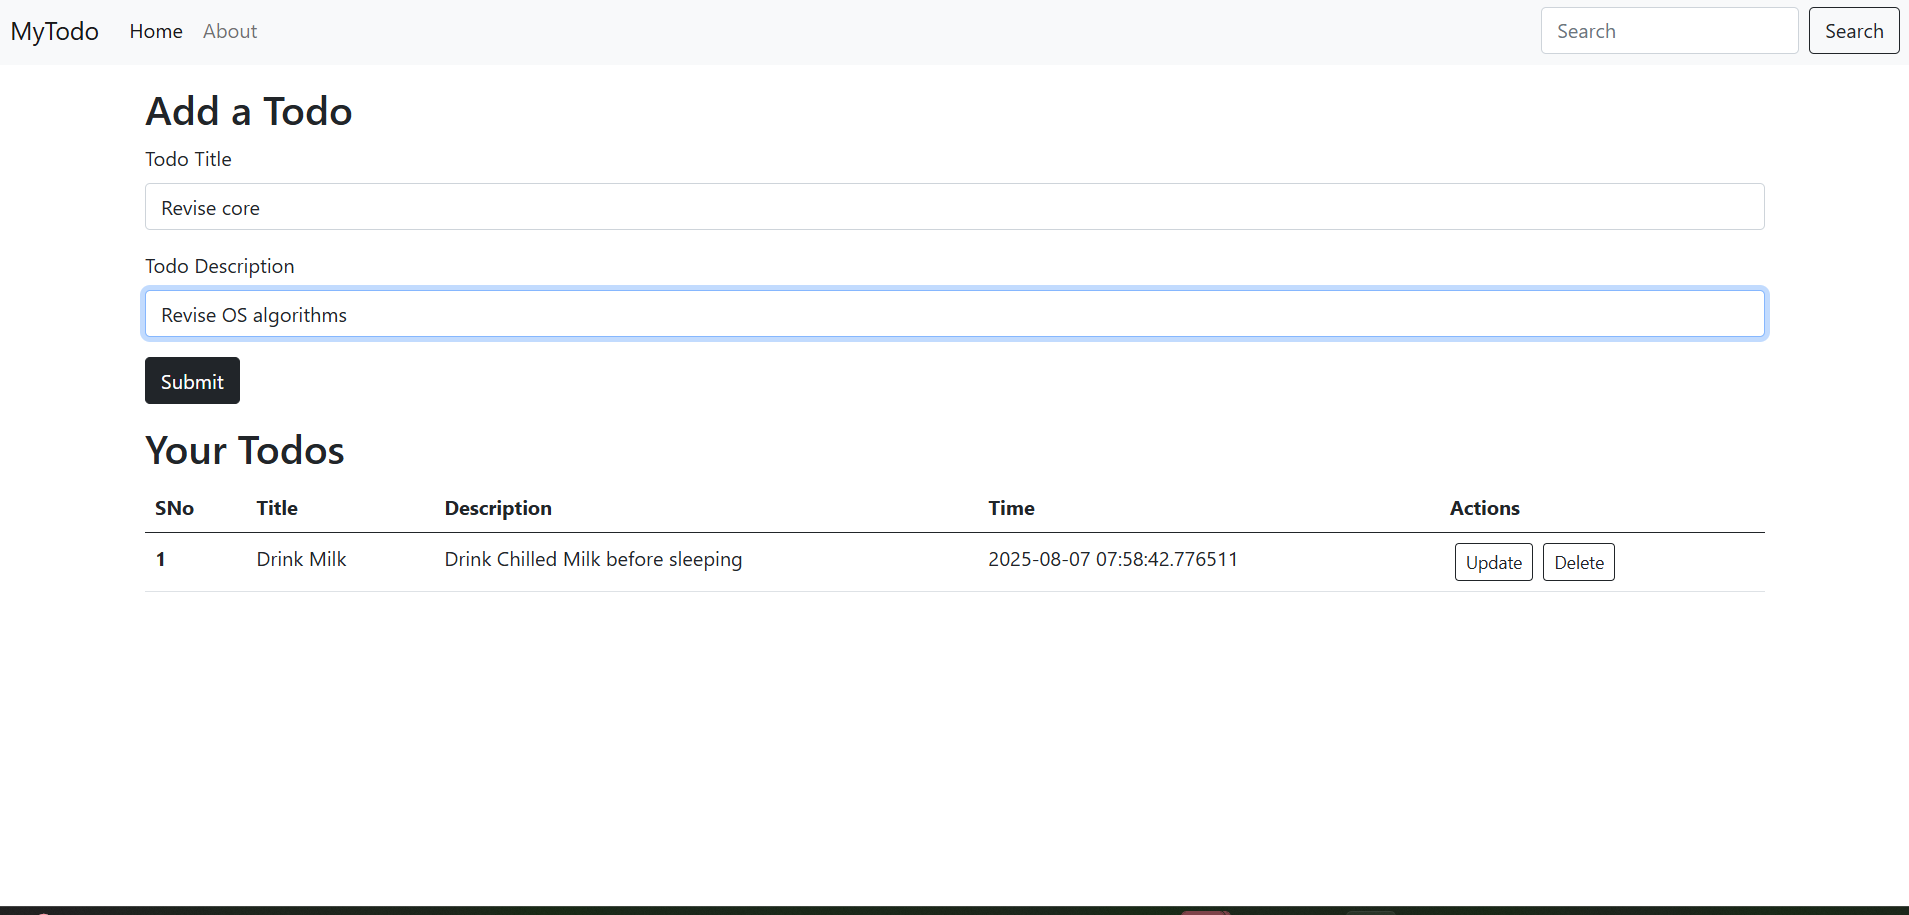 MyTodo Home About Search Search
Add a Todo
Todo Title
Revise core
Todo Description
Revise OS algorithms
Submit
Your Todos
SNo Title Description Time Actions
1 Drink Milk Drink Chilled Milk before sleeping 2025-08-07 07:58:42.776511 Update Delete